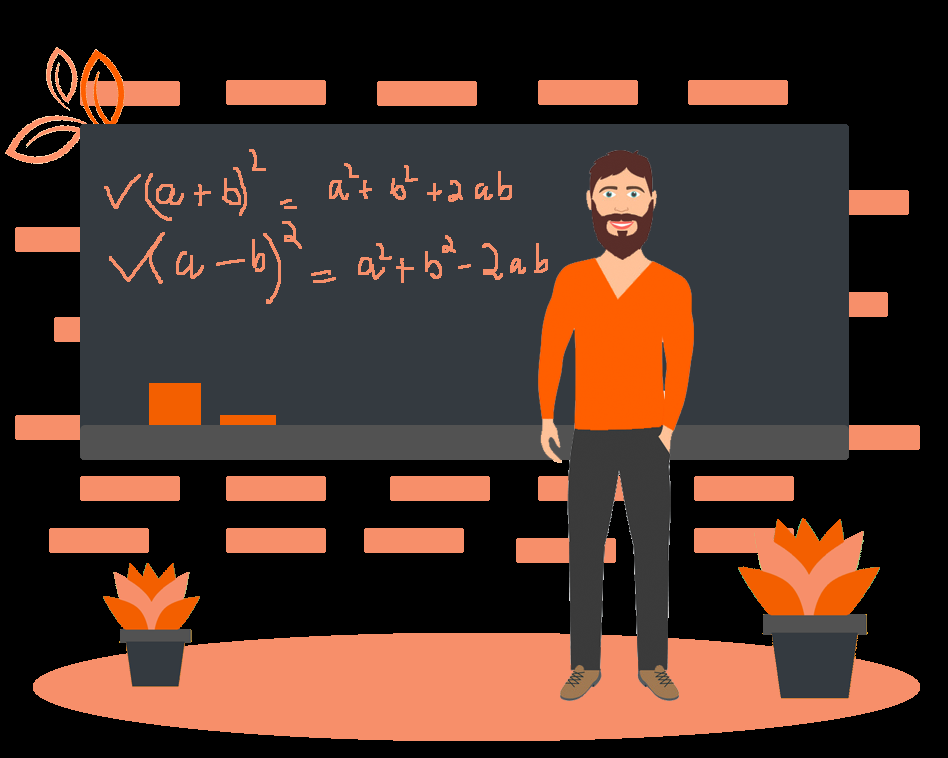 ✓(a+b)² = a²+ b²+2ab
✓(a-b)² = a²+b²-2ab